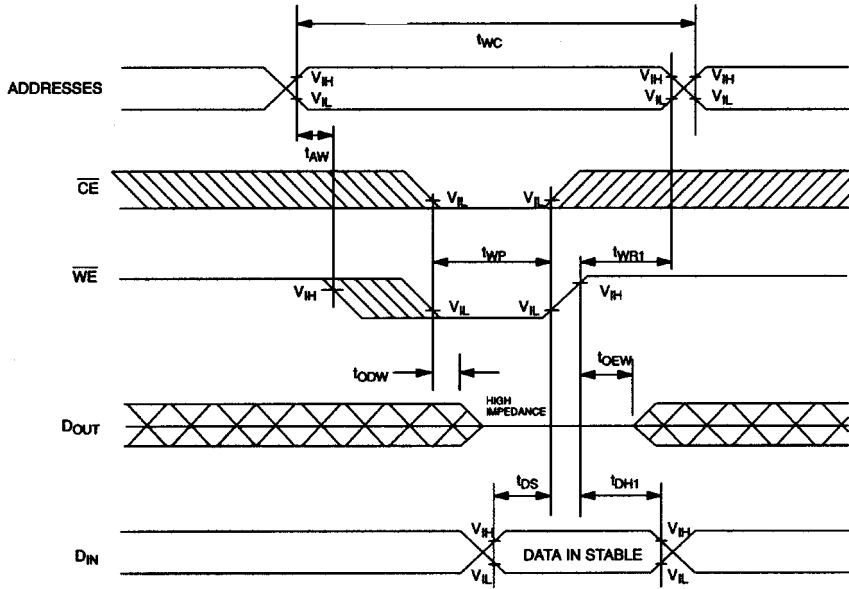 tWC
ADDRESSES
VIH
VIL
VIH
VIL
VIH
VIL
tAW
CE
VIL
VIL
tWP
tWR1
WE
VIH
VIL
VIL
VIH
tODW
tOEW
HIGH
IMPEDANCE
DOUT
tDS
tDH1
DIN
VIH
VIL
DATA IN STABLE
VIH
VIL